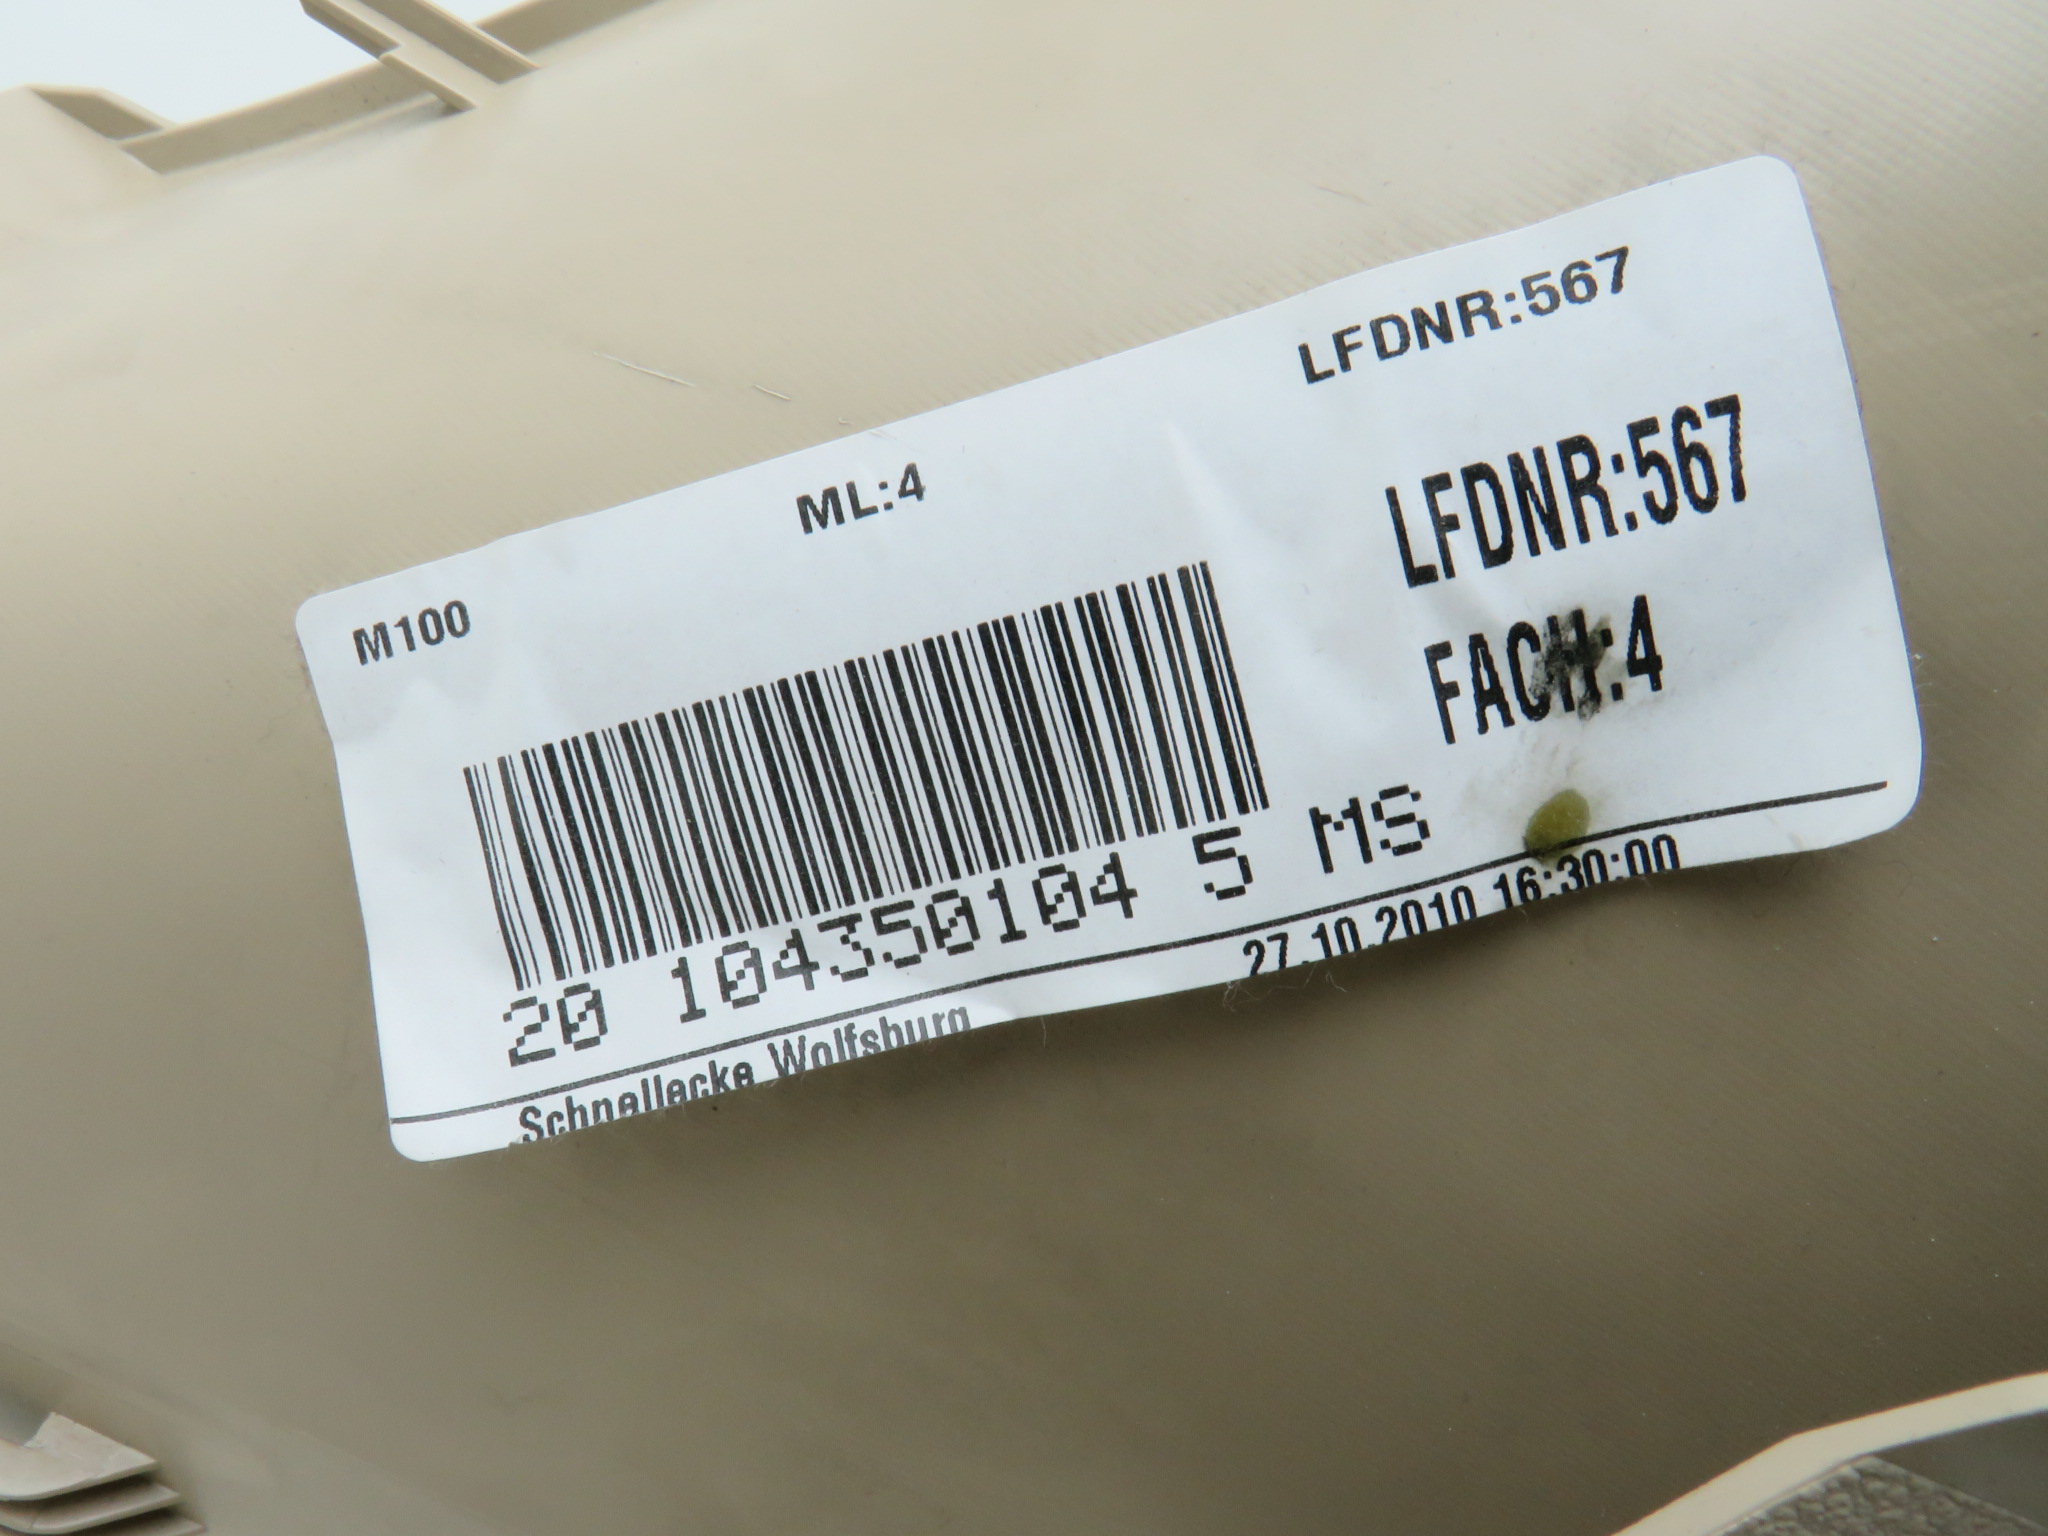 M100
ML:4
LFDNR:567
LFDNR:567
FACH:4
20 104350104 5 MS
Schnellecke Wolfsburg
27.10.2010 16:30:00